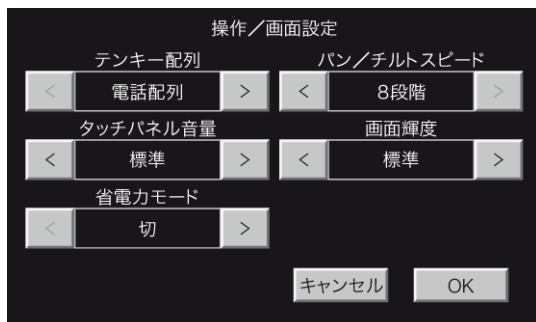 操作／画面設定
テンキー配列 パン／チルトスピード
< 電話配列 > < 8段階 >
タッチパネル音量 画面輝度
< 標準 > < 標準 >
省電力モード
< 切 >
キャンセル OK